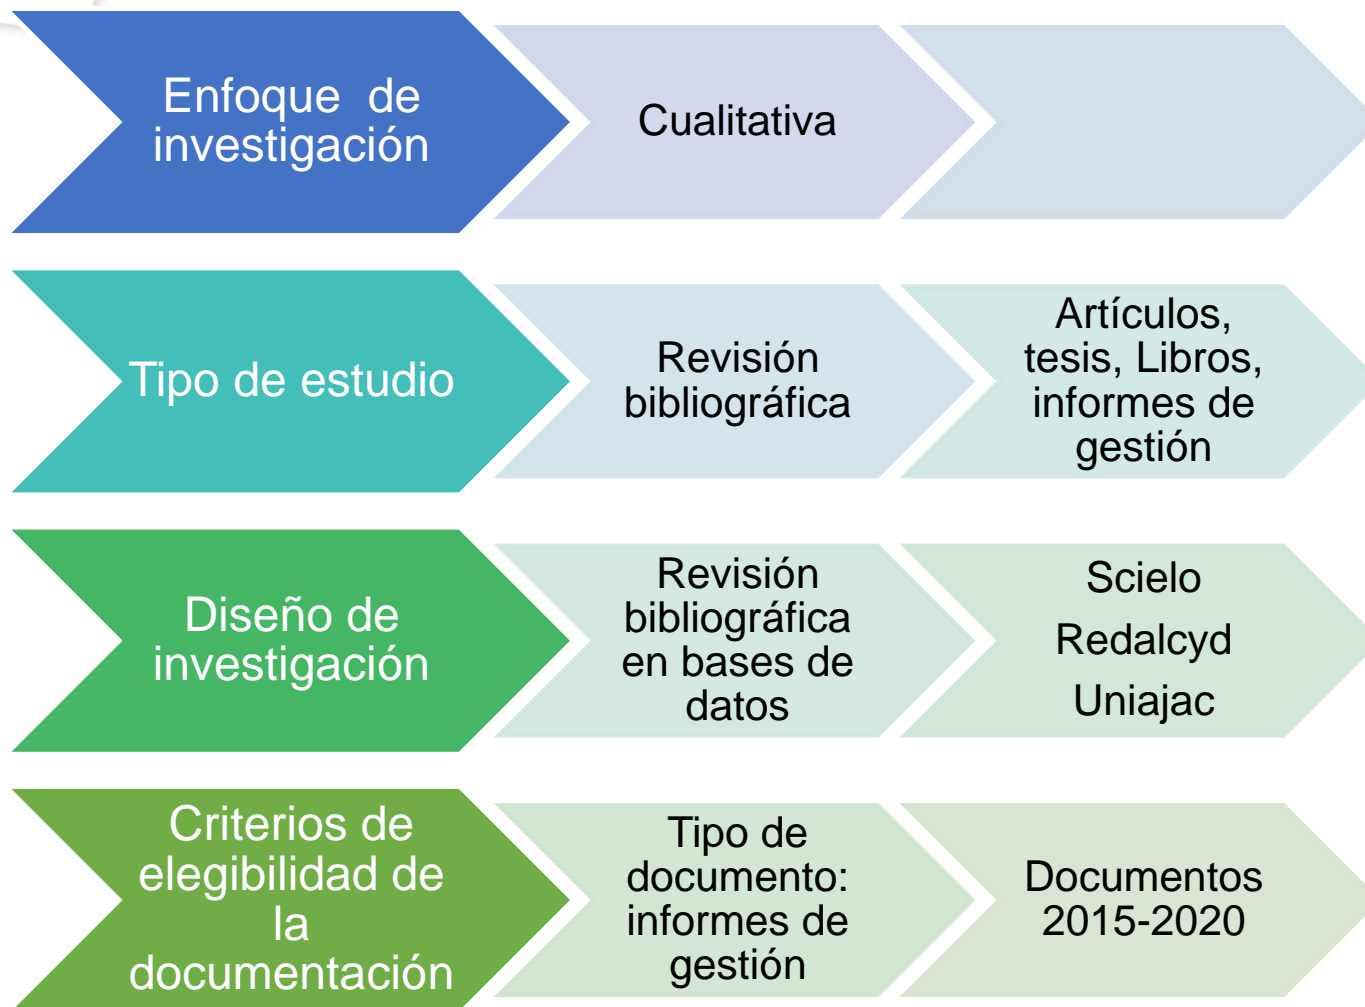 Enfoque de
investigación
Cualitativa
Tipo de estudio
Revisión
bibliográfica
Artículos,
tesis, Libros,
informes de
gestión
Diseño de
investigación
Revisión
bibliográfica
en bases de
datos
Scielo
Redalcyd
Uniajac
Criterios de
elegibilidad de
la
documentación
Tipo de
documento:
informes de
gestión
Documentos
2015-2020